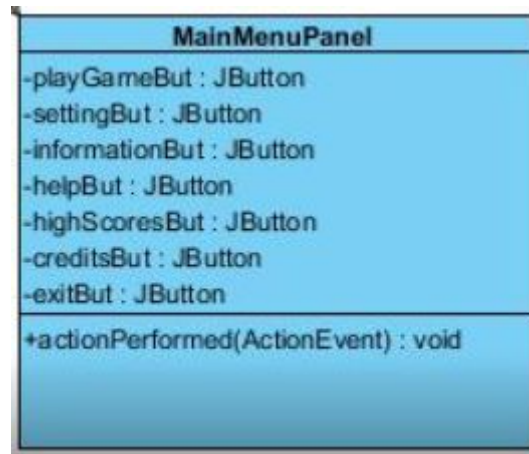 MainMenuPanel
-playGameBut : JButton
-settingBut : JButton
-informationBut : JButton
-helpBut : JButton
-highScoresBut : JButton
-creditsBut : JButton
-exitBut : JButton
+actionPerformed(ActionEvent) : void